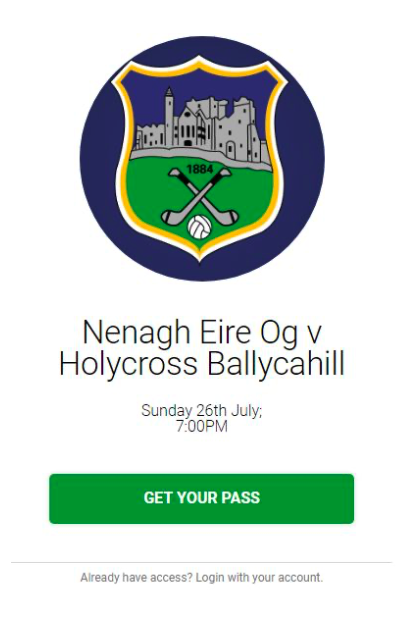 1884
Nenagh Eire Og v
Holycross Ballycahill
Sunday 26th July;
7:00PM
GET YOUR PASS
Already have access? Login with your account.